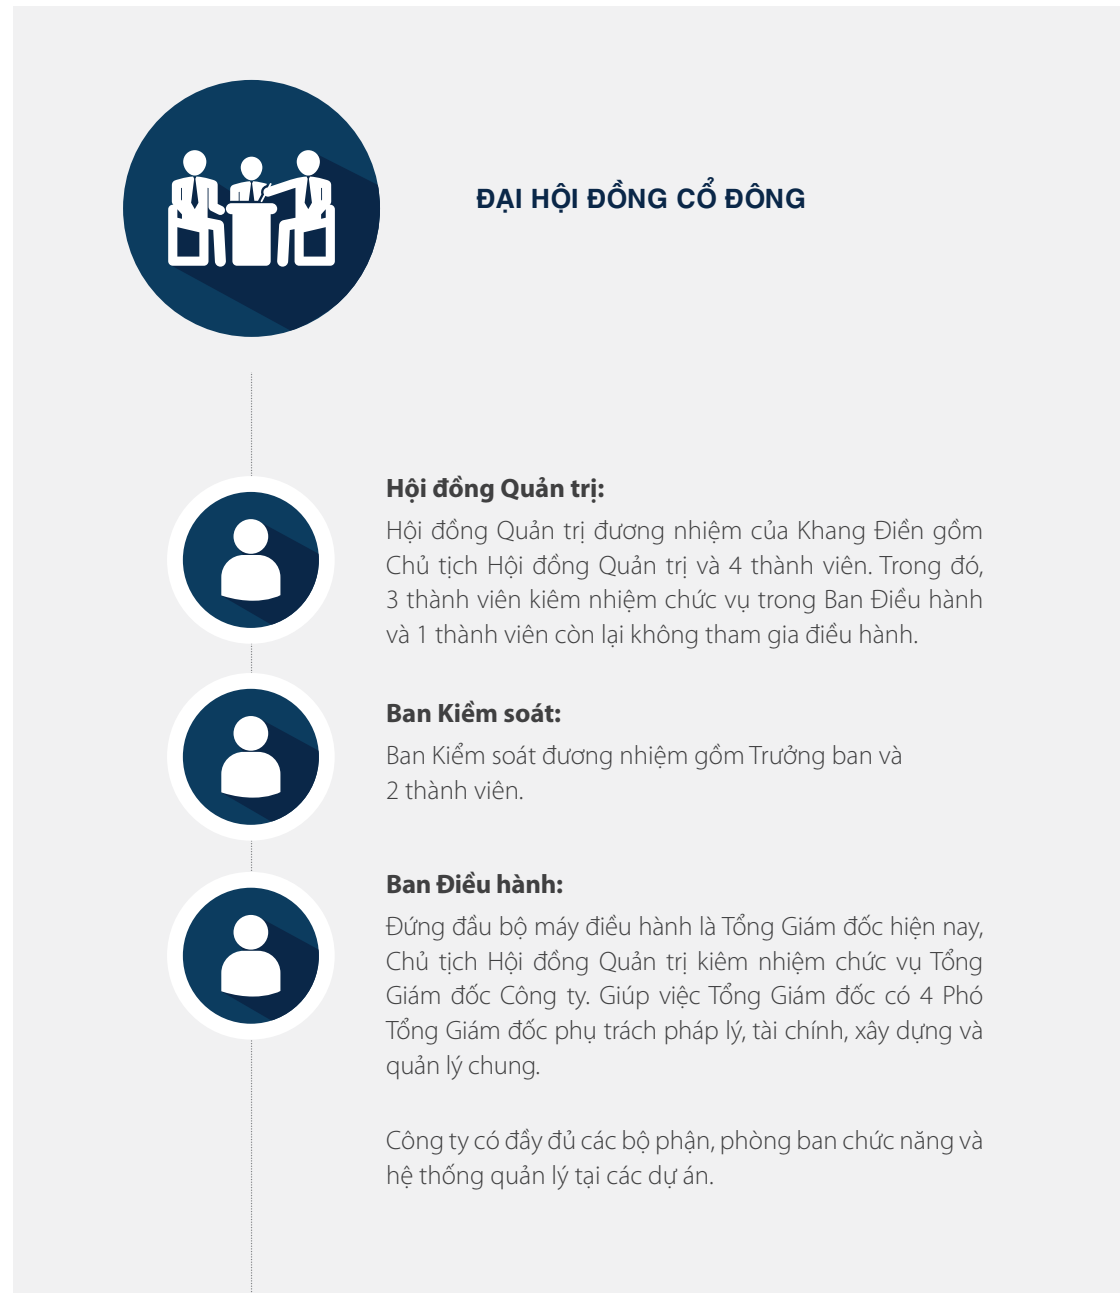 ĐẠI HỘI ĐỒNG CỔ ĐÔNG
Hội đồng Quản trị:
Hội đồng Quản trị đương nhiệm của Khang Điền gồm
Chủ tịch Hội đồng Quản trị và 4 thành viên. Trong đó,
3 thành viên kiêm nhiệm chức vụ trong Ban Điều hành
và 1 thành viên còn lại không tham gia điều hành.
Ban Kiềm soát:
Ban Kiểm soát đương nhiệm gồm Trưởng ban và
2 thành viên.
Ban Điều hành:
Đứng đầu bộ máy điều hành là Tổng Giám đốc hiện nay,
Chủ tịch Hội đồng Quản trị kiêm nhiệm chức vụ Tổng
Giám đốc Công ty. Giúp việc Tổng Giám đốc có 4 Phó
Tổng Giám đốc phụ trách pháp lý, tài chính, xây dựng và
quản lý chung.
Công ty có đầy đủ các bộ phận, phòng ban chức năng và
hệ thống quản lý tại các dự án.